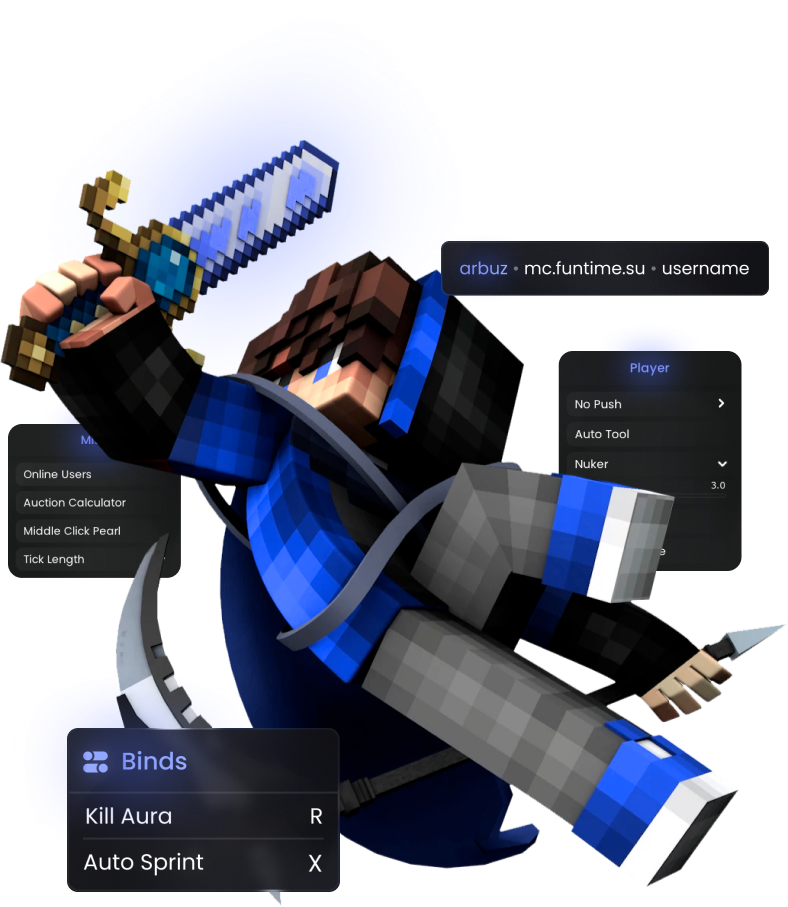 arbuz • mc.funtime.su • username
Player
No Push
Auto Tool
Nuker
3.0
Online Users
Auction Calculator
Middle Click Pearl
Tick Length
Binds
Kill Aura R
Auto Sprint X